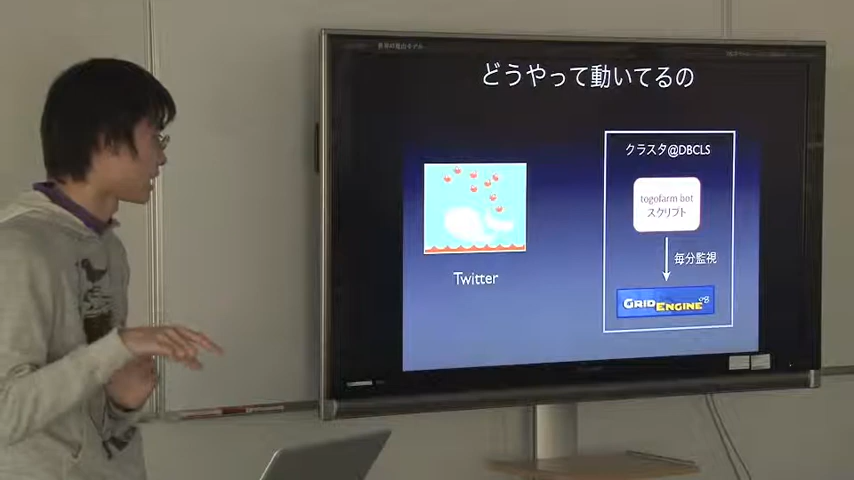 どうやって動いてるの
クラスタ@DBCLS
togofarm bot
スクリプト
毎分監視
GRID ENGINE
Twitter